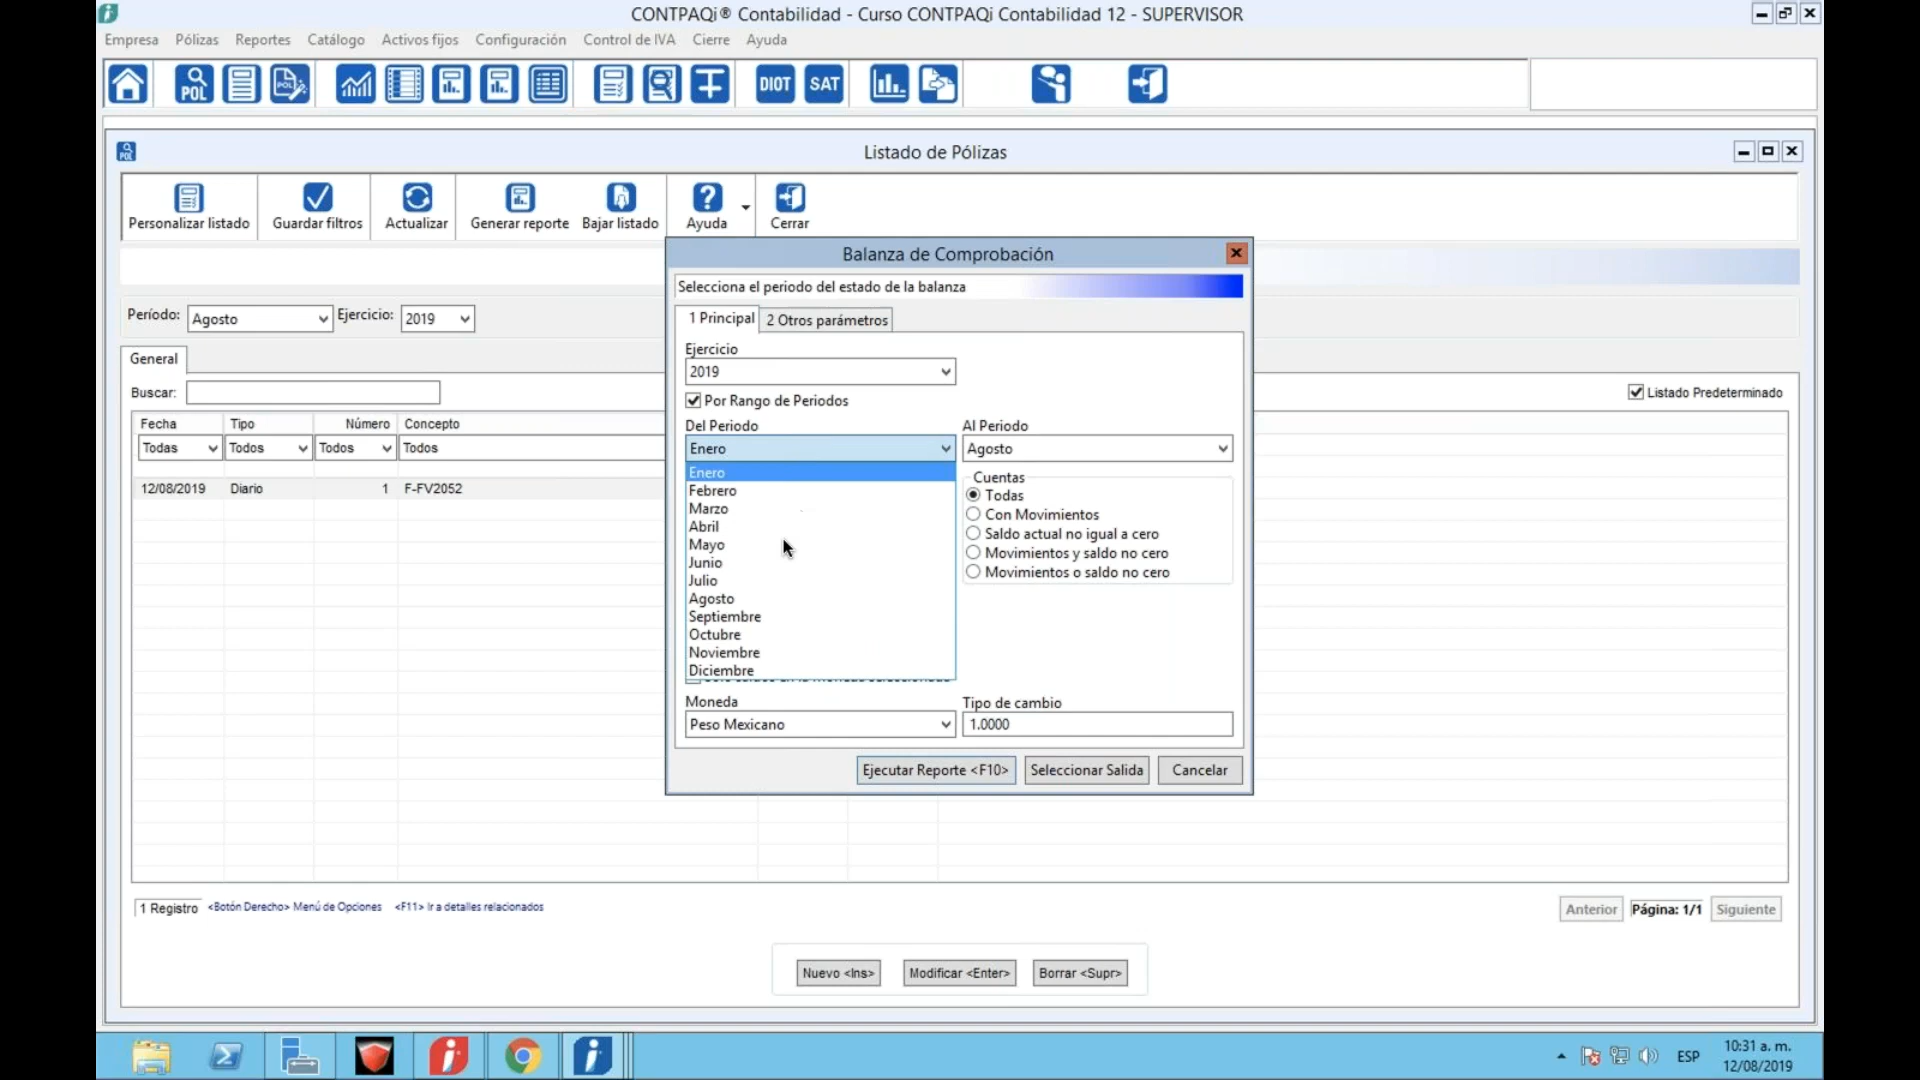 CONTPAQi® Contabilidad - Curso CONTPAQi Contabilidad 12 - SUPERVISOR
Empresa Pólizas Reportes Catálogo Activos fijos Configuración Control de IVA Cierre Ayuda
POL POL DIOT SAT
Listado de Pólizas
Personalizar listado Guardar filtros Actualizar Generar reporte Bajar listado Ayuda Cerrar
Balanza de Comprobación
Selecciona el periodo del estado de la balanza
1 Principal 2 Otros parámetros
Período: Agosto Ejercicio: 2019
Ejercicio
2019
General
Buscar:
Por Rango de Periodos
Listado Predeterminado
Del Periodo Al Periodo
Fecha Tipo Número Concepto
Todas Todos Todos Todos
Enero Agosto
Enero
Febrero
Marzo
Abril
Mayo
Junio
Julio
Agosto
Septiembre
Octubre
Noviembre
Diciembre
Cuentas
Todas
Con Movimientos
Saldo actual no igual a cero
Movimientos y saldo no cero
Movimientos o saldo no cero
12/08/2019 Diario 1 F-FV2052
Moneda Tipo de cambio
Peso Mexicano 1.0000
Ejecutar Reporte <F10> Seleccionar Salida Cancelar
1 Registro <Botón Derecho> Menú de Opciones <F11> Ir a detalles relacionados
Anterior Página: 1/1 Siguiente
Nuevo <Ins> Modificar <Enter> Borrar <Supr>
ESP 10:31 a. m.
12/08/2019